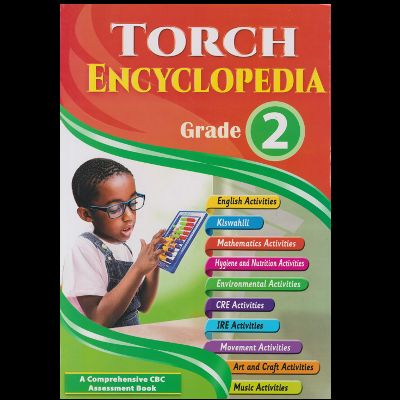 TORCH
ENCYCLOPEDIA
Grade 2
English Activities
Kiswahili
Mathematics Activities
Hygiene and Nutrition Activities
Environmental Activities
CRE Activities
IRE Activities
Movement Activities
Art and Craft Activities
Music Activities
A Comprehensive CBC
Assessment Book